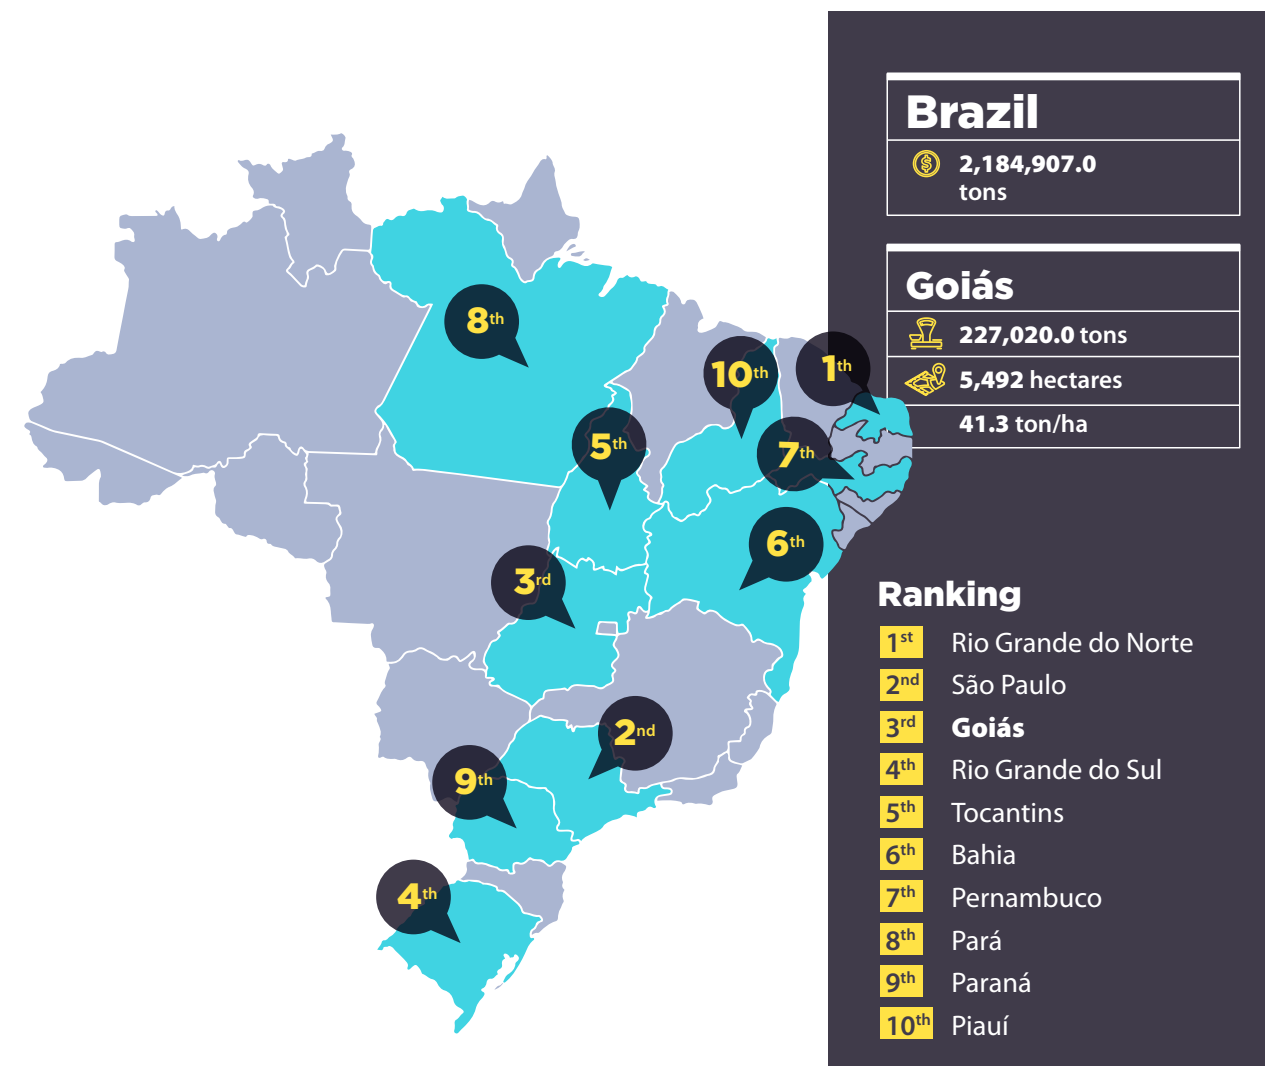 Brazil
2,184,907.0
tons
Goiás
227,020.0 tons
5,492 hectares
41.3 ton/ha
8th
10th
1th
5th
7th
6th
3rd
2nd
9th
4th
Ranking
1st Rio Grande do Norte
2nd São Paulo
3rd Goiás
4th Rio Grande do Sul
5th Tocantins
6th Bahia
7th Pernambuco
8th Pará
9th Paraná
10th Piauí